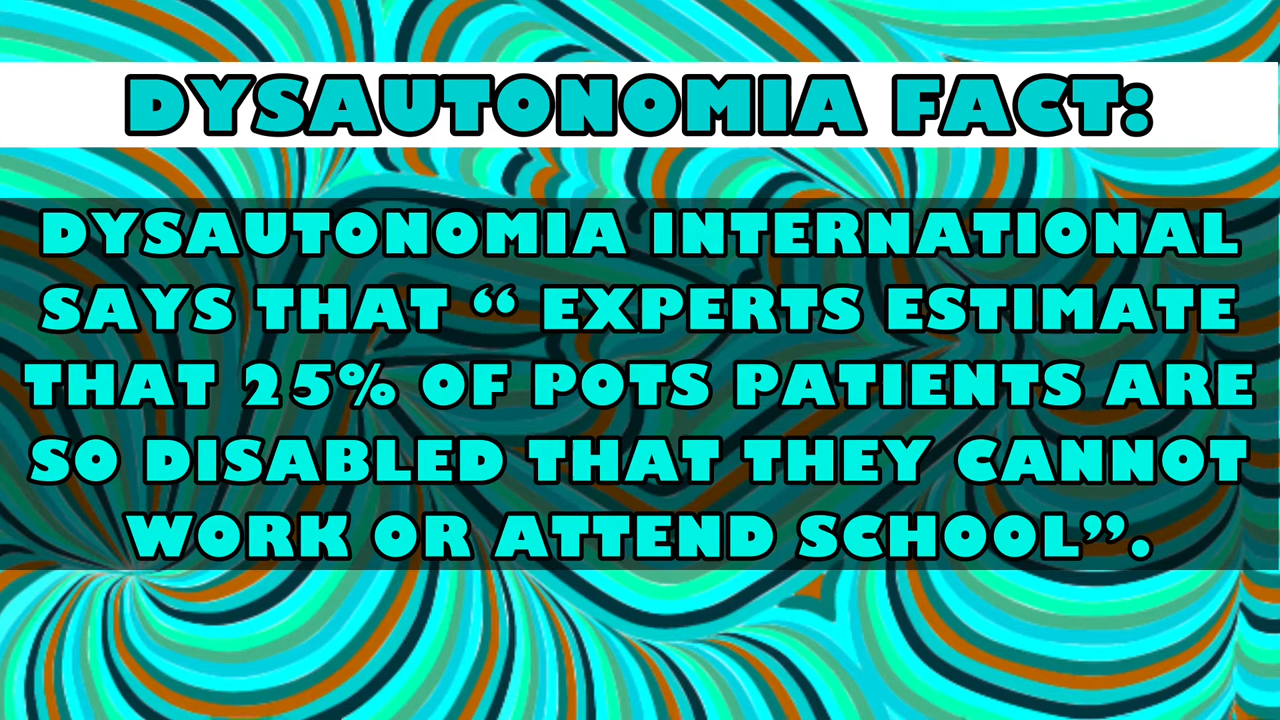 DYSAUTONOMIA FACT:
DYSAUTONOMIA INTERNATIONAL
SAYS THAT “ EXPERTS ESTIMATE
THAT 25% OF POTS PATIENTS ARE
SO DISABLED THAT THEY CANNOT
WORK OR ATTEND SCHOOL”.